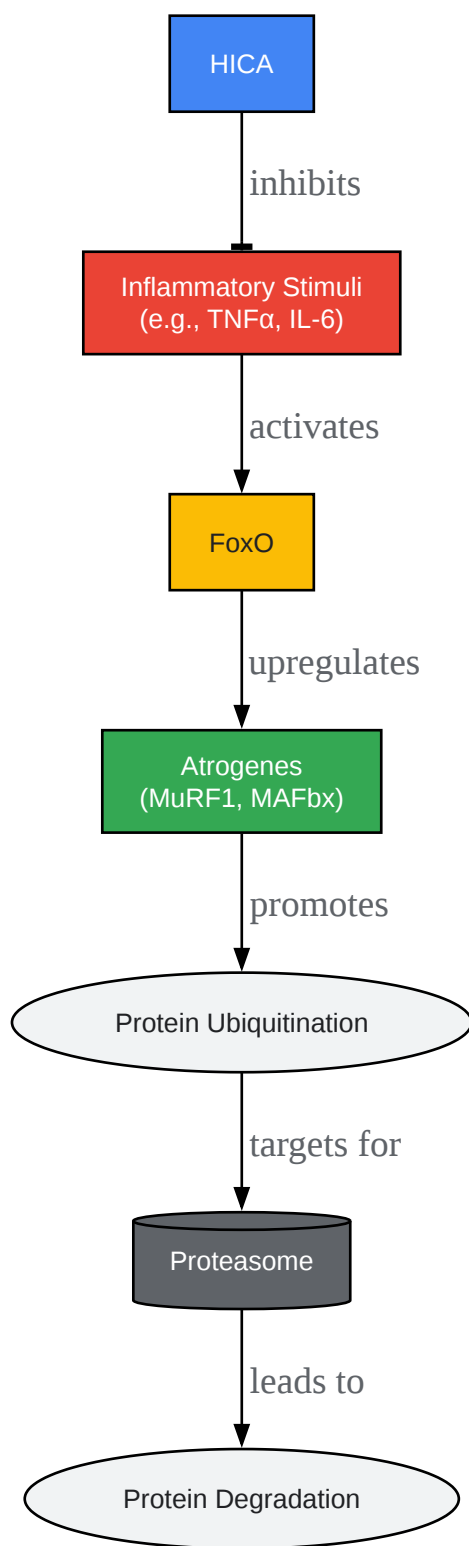 HICA
inhibits
Inflammatory Stimuli
(e.g., TNFα, IL-6)
activates
FoxO
upregulates
Atrogenes
(MuRF1, MAFbx)
promotes
Protein Ubiquitination
targets for
Proteasome
leads to
Protein Degradation